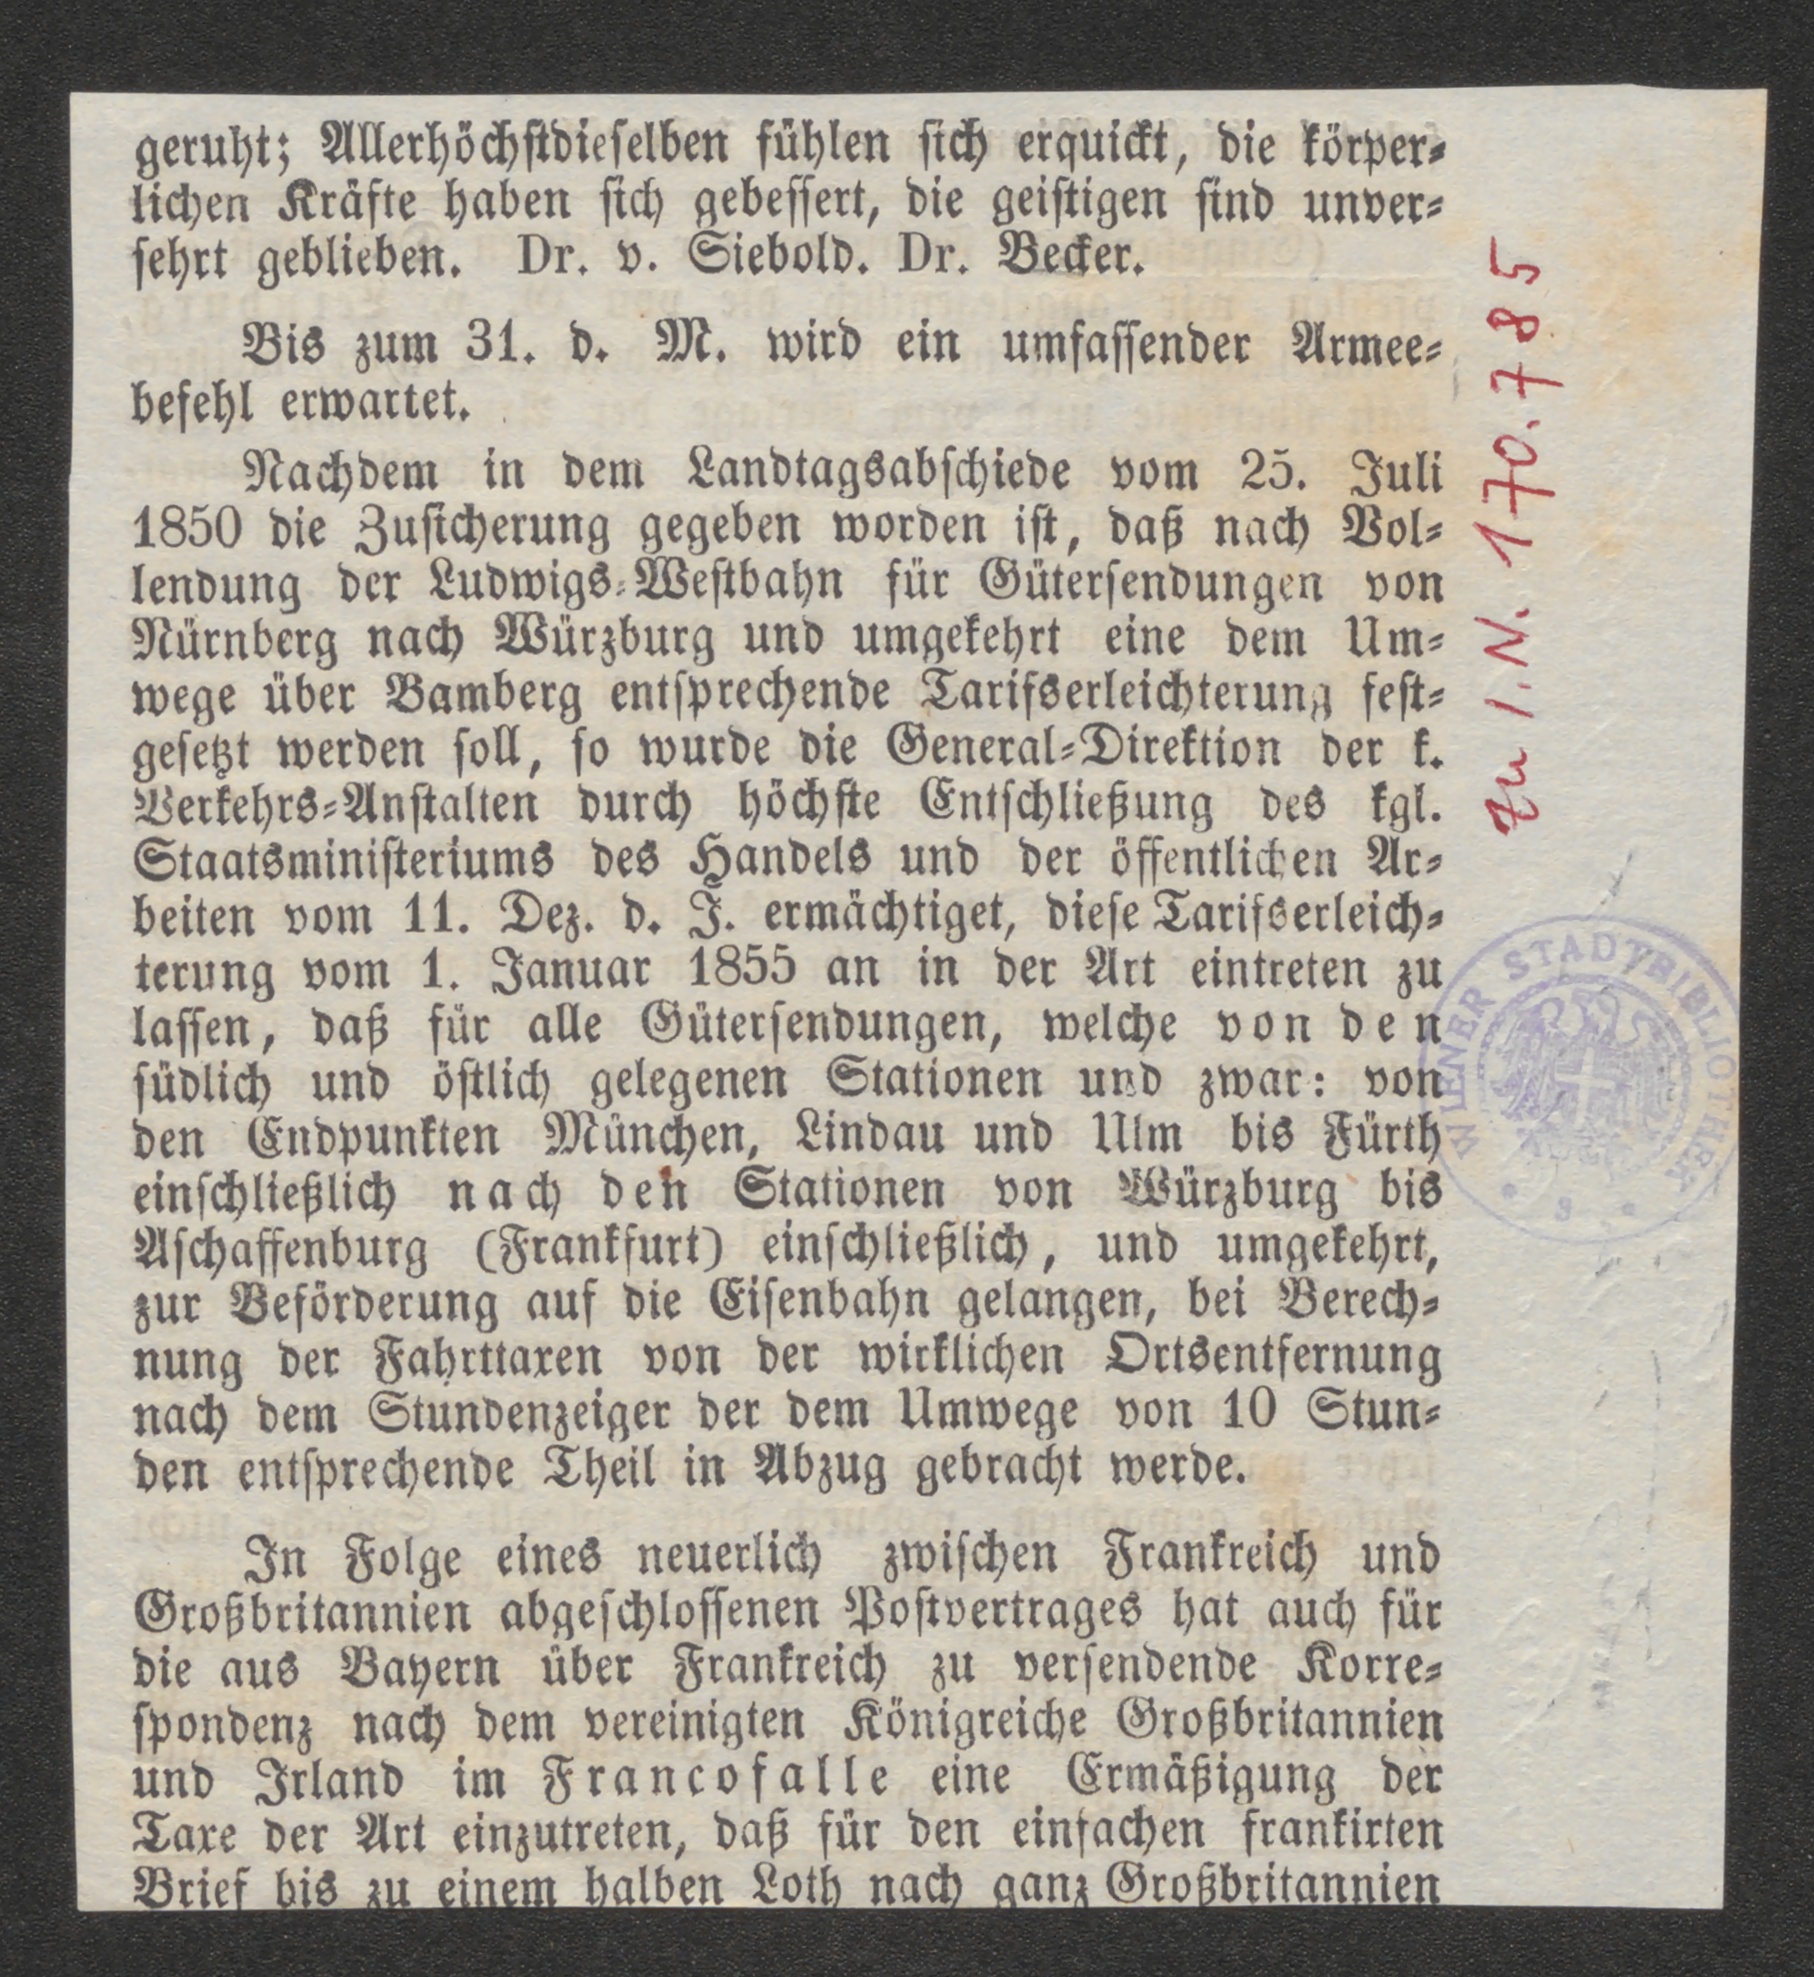 geruht; Allerhöchstdieselben fühlen sich erquickt, die körper-
lichen Kräfte haben sich gebessert, die geistigen sind unver-
sehrt geblieben. Dr. v. Siebold. Dr. Becker.
Bis zum 31. d. M. wird ein umfassender Armee-
befehl erwartet.
Nachdem in dem Landtagsabschiede vom 25. Juli
1850 die Zusicherung gegeben worden ist, daß nach Vol-
lendung der Ludwigs-Westbahn für Gütersendungen von
Nürnberg nach Würzburg und umgekehrt eine dem Um-
wege über Bamberg entsprechende Tarifserleichterung fest-
gesetzt werden soll, so wurde die General-Direktion der k.
Verkehrs-Anstalten durch höchste Entschließung des kgl.
Staatsministeriums des Handels und der öffentlichen Ar-
beiten vom 11. Dez. d. J. ermächtiget, diese Tarifserleich-
terung vom 1. Januar 1855 an in der Art eintreten zu
lassen, daß für alle Gütersendungen, welche von den
südlich und östlich gelegenen Stationen und zwar: von
den Endpunkten München, Lindau und Ulm bis Fürth
einschließlich nach den Stationen von Würzburg bis
Aschaffenburg (Frankfurt) einschließlich, und umgekehrt,
zur Beförderung auf die Eisenbahn gelangen, bei Berech-
nung der Fahrttaxen von der wirklichen Ortsentfernung
nach dem Stundenzeiger der dem Umwege von 10 Stun-
den entsprechende Theil in Abzug gebracht werde.
In Folge eines neuerlich zwischen Frankreich und
Großbritannien abgeschlossenen Postvertrages hat auch für
die aus Bayern über Frankreich zu versendende Korre-
spondenz nach dem vereinigten Königreiche Großbritannien
und Irland im Francofalle eine Ermäßigung der
Taxe der Art einzutreten, daß für den einfachen frankirten
Brief bis zu einem halben Loth nach ganz Großbritannien
zu I.N. 170.785
WIENER STADTBIBLIOTHEK